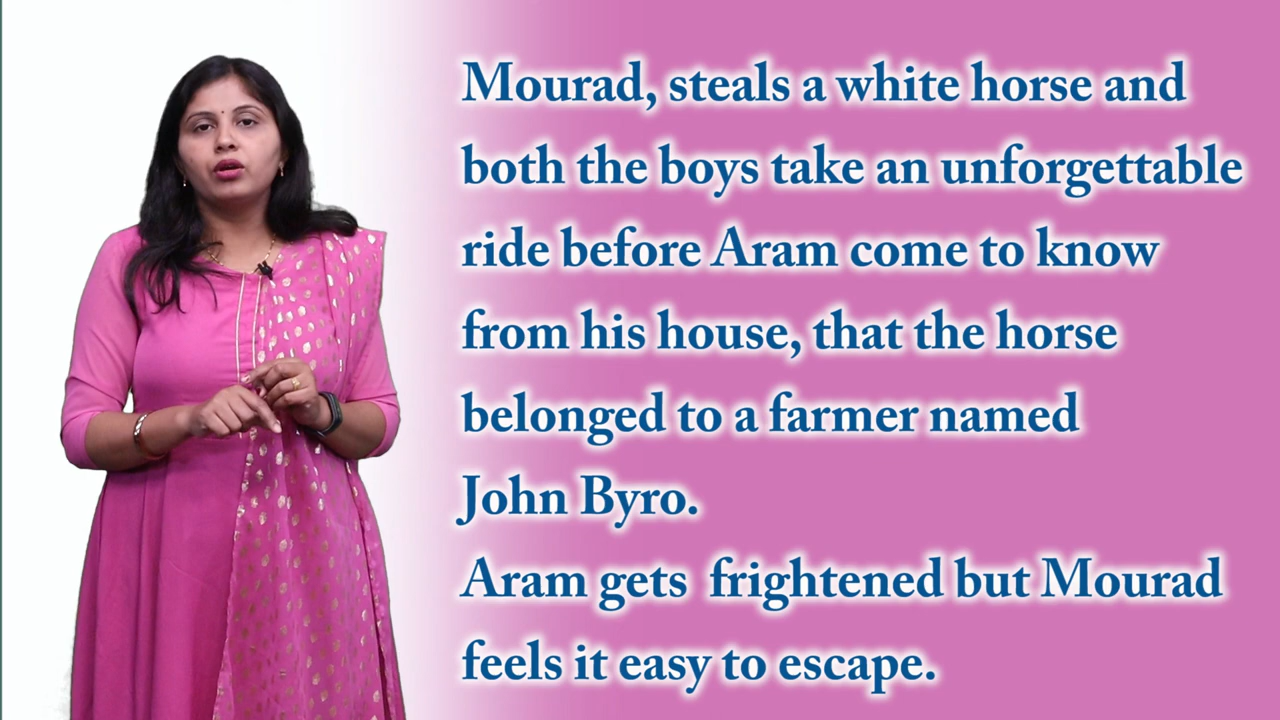 Mourad, steals a white horse and
both the boys take an unforgettable
ride before Aram come to know
from his house, that the horse
belonged to a farmer named
John Byro.
Aram gets  frightened but Mourad
feels it easy to escape.